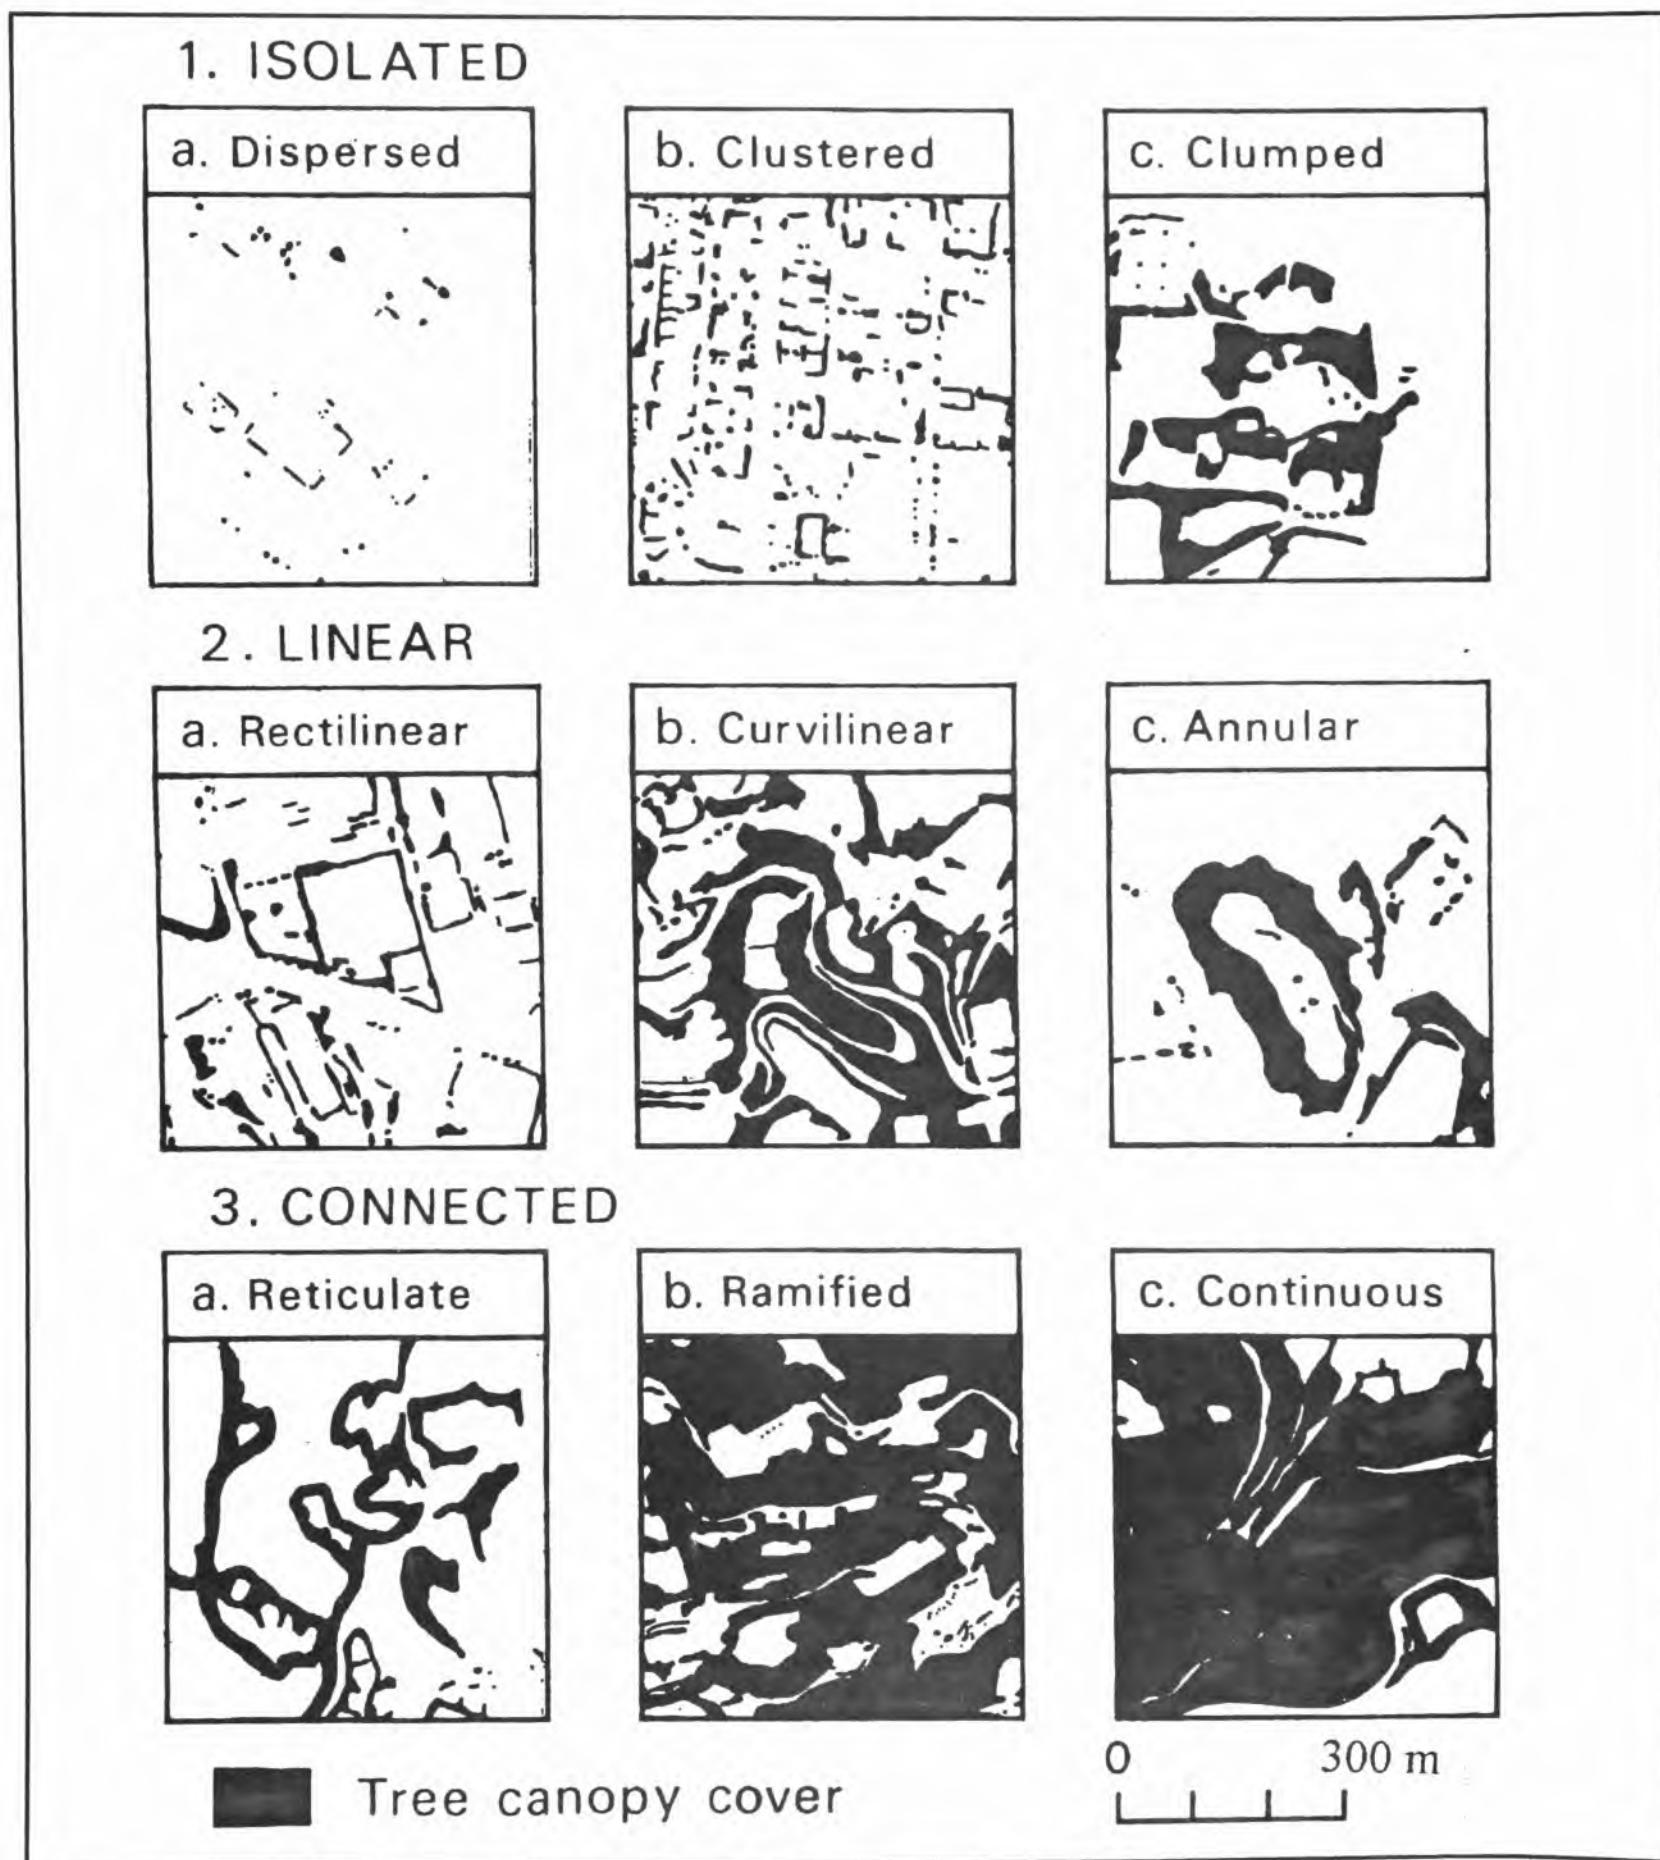 1. ISOLATED
a. Dispersed
b. Clustered
c. Clumped
2. LINEAR
a. Rectilinear
b. Curvilinear
c. Annular
3. CONNECTED
a. Reticulate
b. Ramified
c. Continuous
Tree canopy cover
0 300 m